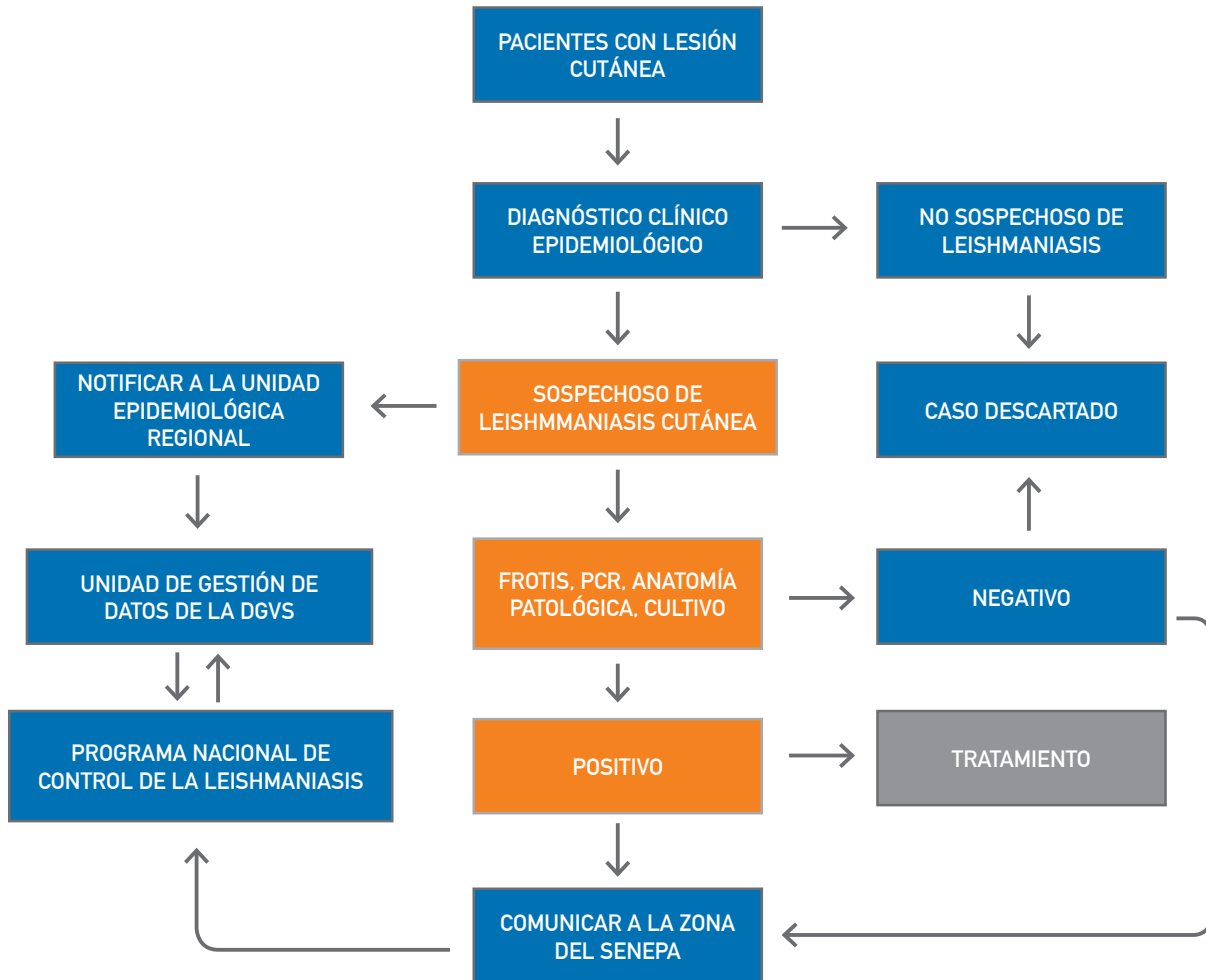 PACIENTES CON LESIÓN
CUTÁNEA
DIAGNÓSTICO CLÍNICO
EPIDEMIOLÓGICO
NO SOSPECHOSO DE
LEISHMANIASIS
NOTIFICAR A LA UNIDAD
EPIDEMIOLÓGICA
REGIONAL
SOSPECHOSO DE
LEISHMMANIASIS CUTÁNEA
CASO DESCARTADO
UNIDAD DE GESTIÓN DE
DATOS DE LA DGVS
FROTIS, PCR, ANATOMÍA
PATOLÓGICA, CULTIVO
NEGATIVO
PROGRAMA NACIONAL DE
CONTROL DE LA LEISHMANIASIS
POSITIVO
TRATAMIENTO
COMUNICAR A LA ZONA
DEL SENEPA